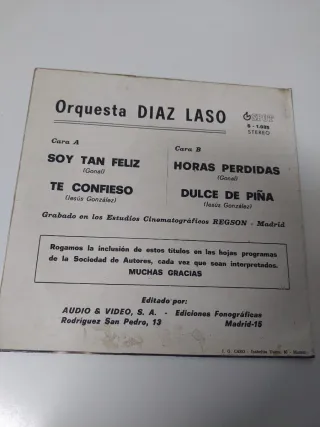 Orquesta DIAZ LASO
STEREO
Cara A
SOY TAN FELIZ
(Gonal)
TE CONFIESO
(Jesús González)
Cara B
HORAS PERDIDAS
(Gonal)
DULCE DE PIÑA
(Jesús González)
Grabado en los Estudios Cinematográficos REGSON - Madrid
Rogamos la inclusión de estos títulos en las hojas programas
de la Sociedad de Autores, cada vez que sean interpretados.
MUCHAS GRACIAS
Editado por:
AUDIO & VIDEO, S. A. - Ediciones Fonográficas
Rodríguez San Pedro, 13 Madrid-15